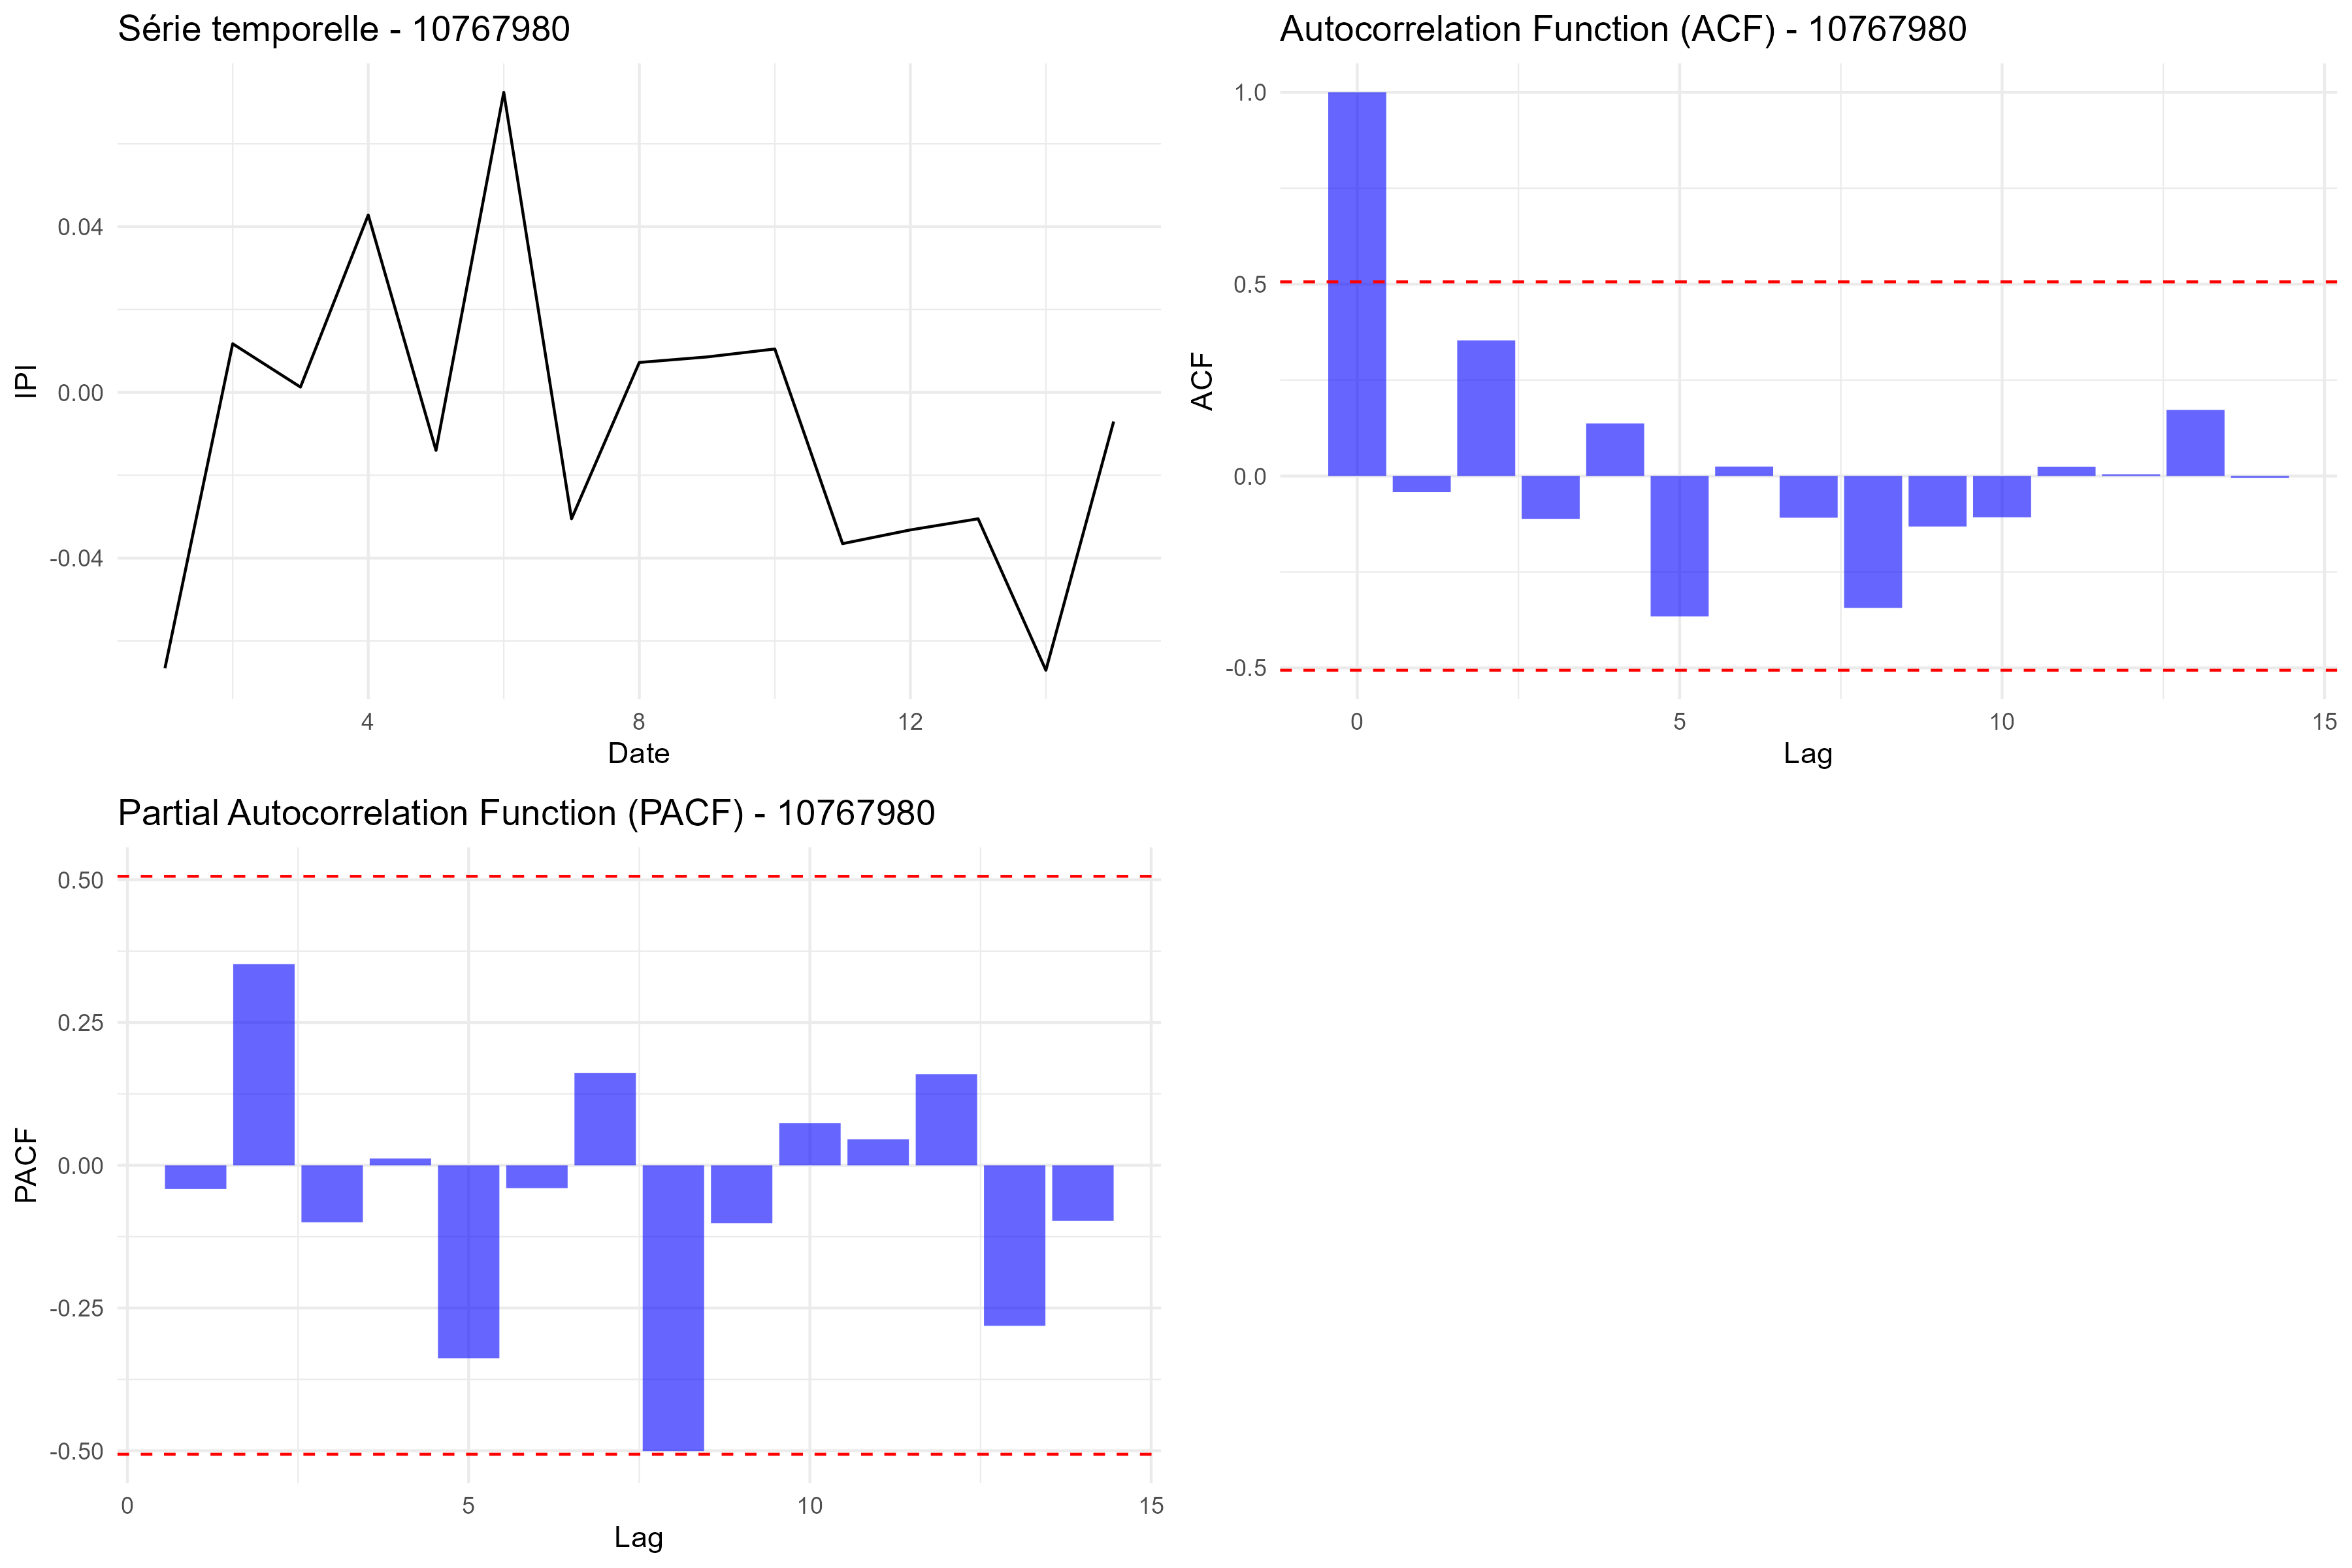 Série temporelle - 10767980
0.04
0.00
-0.04
IPI
4
8
12
Date
Autocorrelation Function (ACF) - 10767980
1.0
0.5
0.0
-0.5
ACF
0
5
10
15
Lag
Partial Autocorrelation Function (PACF) - 10767980
0.50
0.25
0.00
-0.25
-0.50
PACF
0
5
10
15
Lag